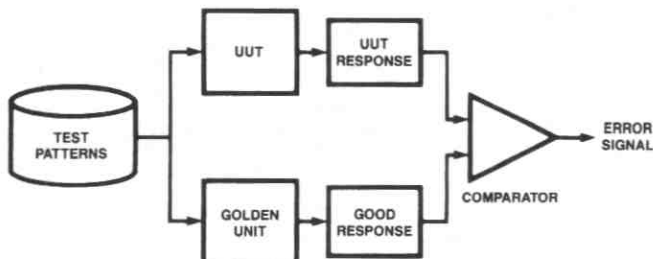 TEST
PATTERNS
UUT
UUT
RESPONSE
GOLDEN
UNIT
GOOD
RESPONSE
COMPARATOR
ERROR
SIGNAL